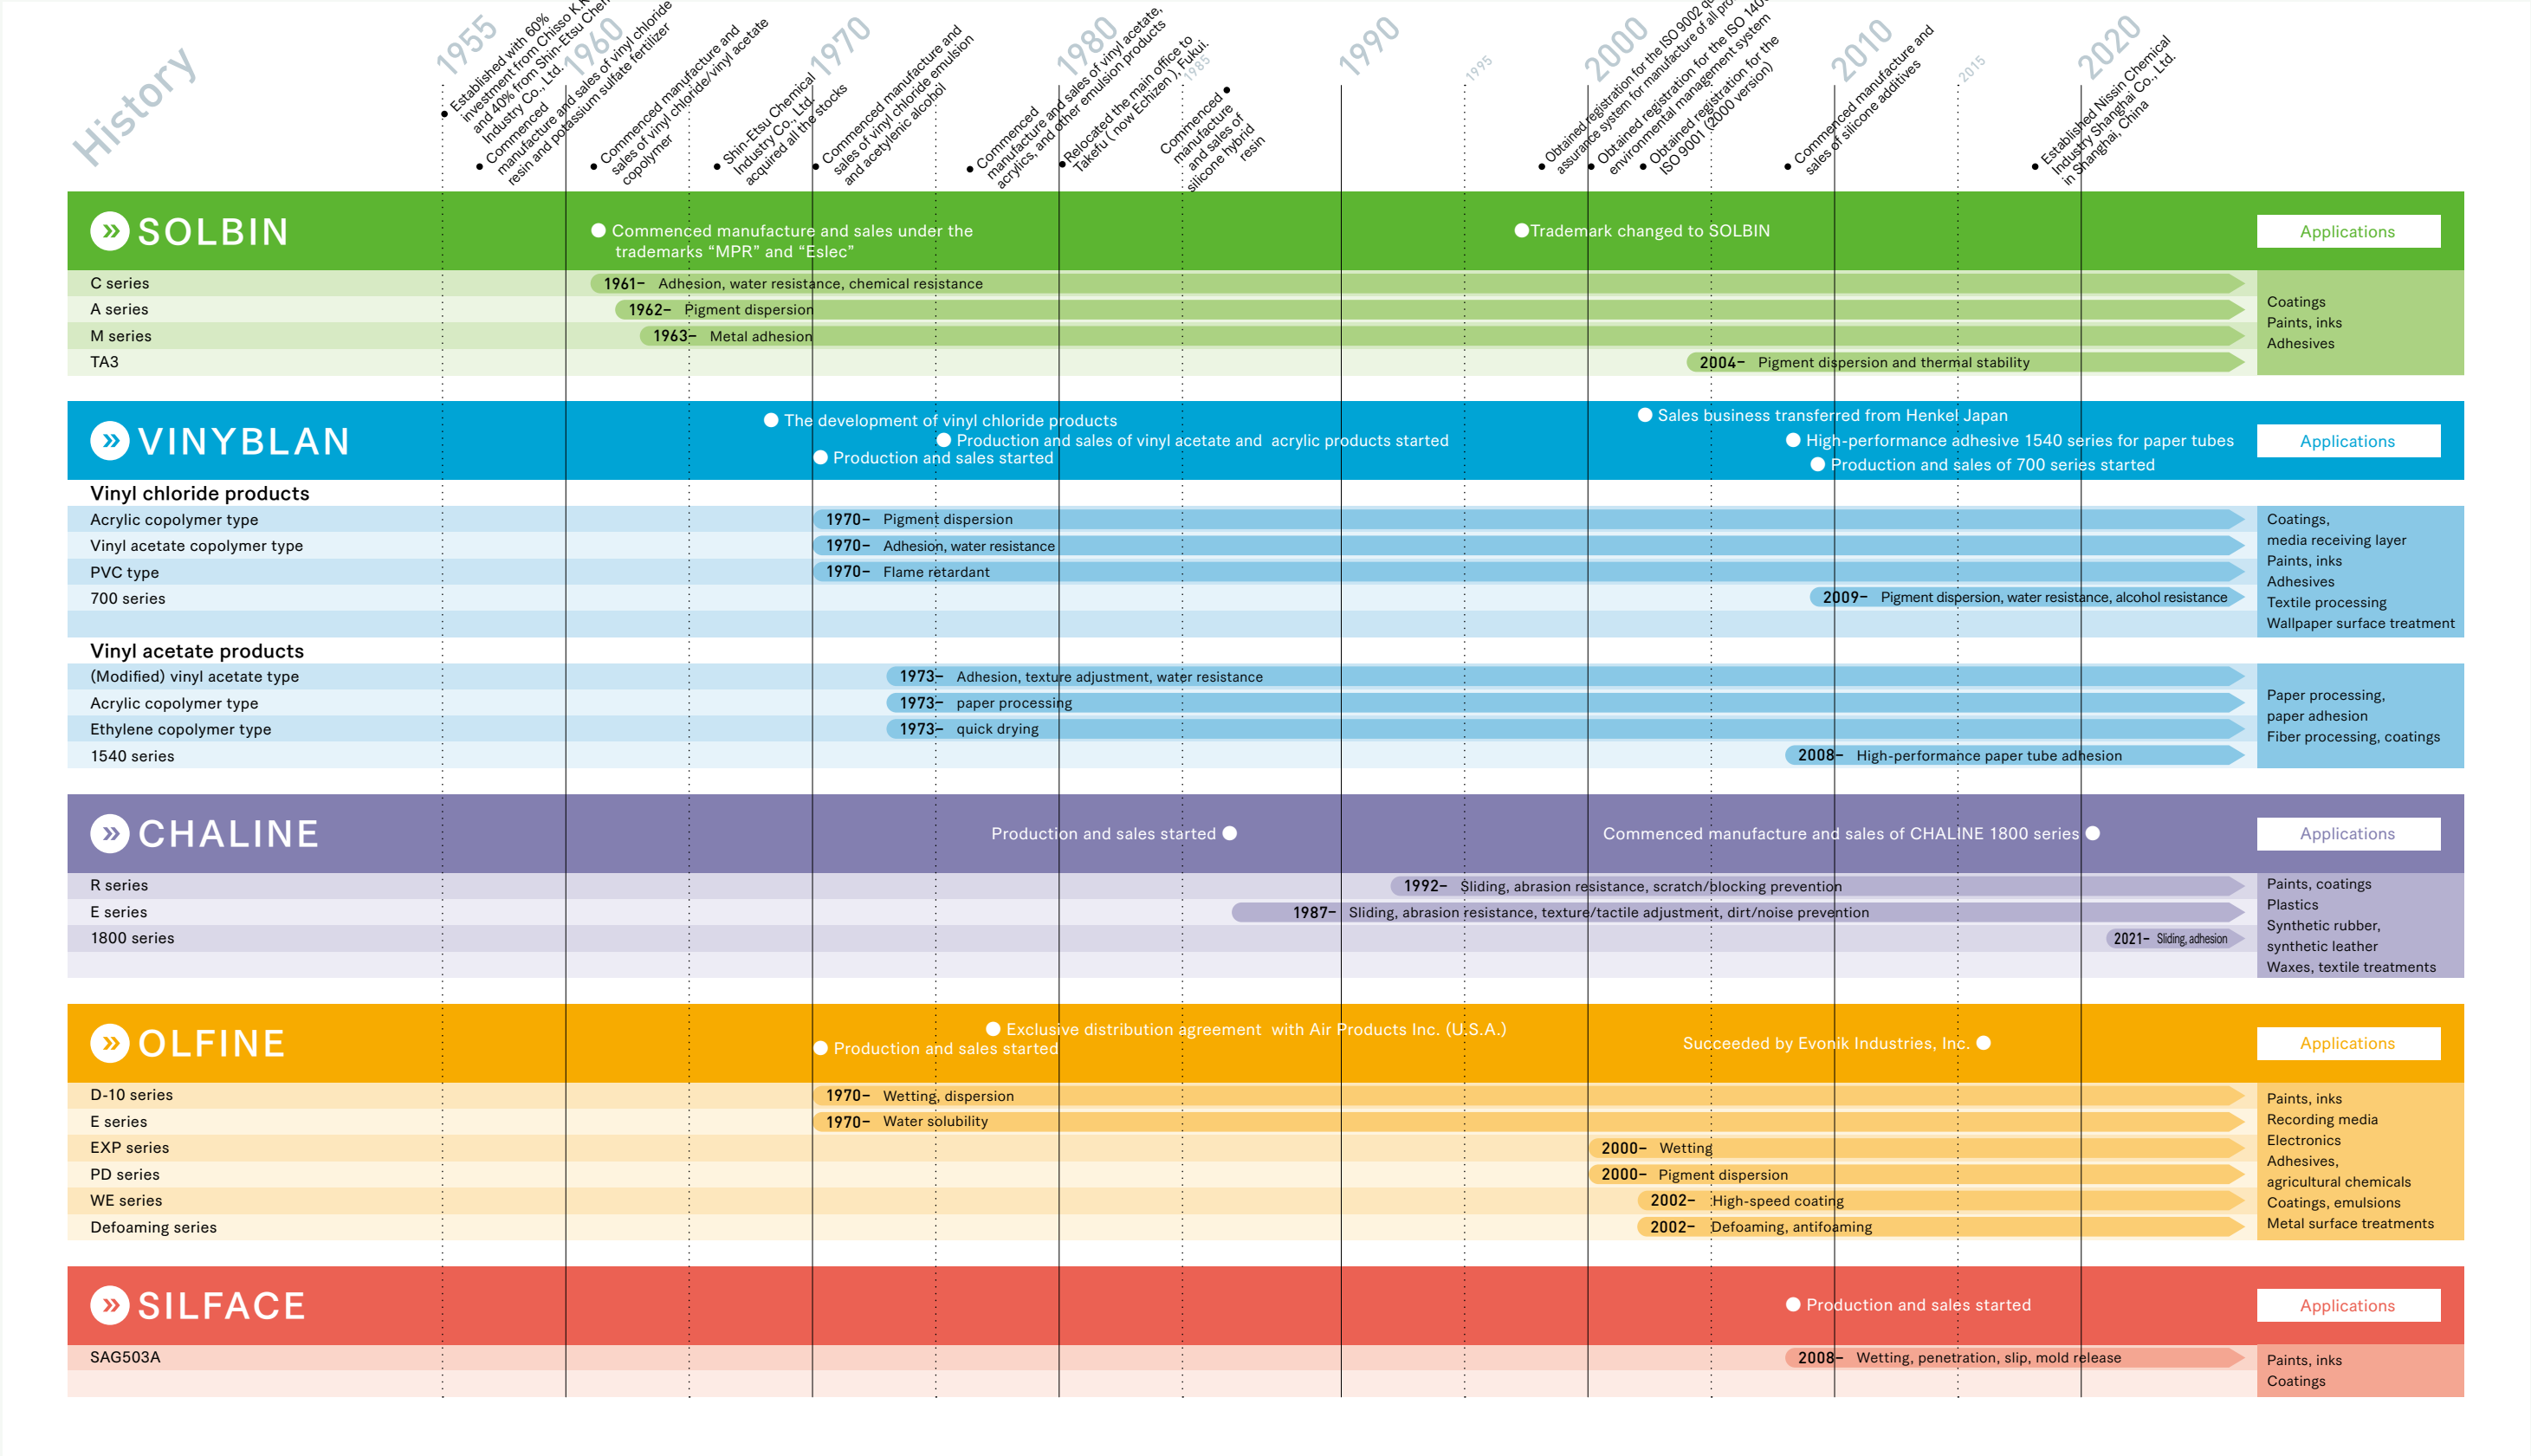 History
1955
1960
1970
1980
1985
1990
1995
2000
2010
2015
2020
Established with 60%
investment from Chisso K.K.
and 40% from Shin-Etsu
Industry Co., Ltd.
Commenced
manufacture and sales of vinyl chloride
resin and potassium sulfate fertilizer
Commenced manufacture and
sales of vinyl chloride/vinyl acetate
copolymer
Shin-Etsu Chemical
Industry Co., Ltd.
acquired all the stocks
Commenced manufacture and
sales of vinyl chloride emulsion
and acetylenic alcohol
Commenced
manufacture and sales of vinyl acetate,
acrylics, and other emulsion products
Relocated the main office to
Takefu ( now Echizen ), Fukui.
Commenced
manufacture
and sales of
silicone hybrid
resin
Obtained registration for the ISO 9002
assurance system for manufacture of all
Obtained registration for the ISO
environmental management system
Obtained registration for the
ISO 9001 (2000 version)
Commenced manufacture and
sales of silicone additives
Established Nissin Chemical
Industry Shanghai Co., Ltd.
in Shanghai, China
» SOLBIN
Commenced manufacture and sales under the
trademarks “MPR” and “Eslec”
Trademark changed to SOLBIN
Applications
C series
1961– Adhesion, water resistance, chemical resistance
A series
1962– Pigment dispersion
M series
1963– Metal adhesion
TA3
2004– Pigment dispersion and thermal stability
Coatings
Paints, inks
Adhesives
» VINYBLAN
The development of vinyl chloride products
Production and sales of vinyl acetate and acrylic products started
Production and sales started
Sales business transferred from Henkel Japan
High-performance adhesive 1540 series for paper tubes
Production and sales of 700 series started
Applications
Vinyl chloride products
Acrylic copolymer type
1970– Pigment dispersion
Vinyl acetate copolymer type
1970– Adhesion, water resistance
PVC type
1970– Flame retardant
700 series
2009– Pigment dispersion, water resistance, alcohol resistance
Coatings,
media receiving layer
Paints, inks
Adhesives
Textile processing
Wallpaper surface treatment
Vinyl acetate products
(Modified) vinyl acetate type
1973– Adhesion, texture adjustment, water resistance
Acrylic copolymer type
1973– paper processing
Ethylene copolymer type
1973– quick drying
1540 series
2008– High-performance paper tube adhesion
Paper processing,
paper adhesion
Fiber processing, coatings
» CHALINE
Production and sales started
Commenced manufacture and sales of CHALINE 1800 series
Applications
R series
1992– Sliding, abrasion resistance, scratch/blocking prevention
E series
1987– Sliding, abrasion resistance, texture/tactile adjustment, dirt/noise prevention
1800 series
2021– Sliding, adhesion
Paints, coatings
Plastics
Synthetic rubber,
synthetic leather
Waxes, textile treatments
» OLFINE
Exclusive distribution agreement with Air Products Inc. (U.S.A.)
Production and sales started
Succeeded by Evonik Industries, Inc.
Applications
D-10 series
1970– Wetting, dispersion
E series
1970– Water solubility
EXP series
2000– Wetting
PD series
2000– Pigment dispersion
WE series
2002– High-speed coating
Defoaming series
2002– Defoaming, antifoaming
Paints, inks
Recording media
Electronics
Adhesives,
agricultural chemicals
Coatings, emulsions
Metal surface treatments
» SILFACE
Production and sales started
Applications
SAG503A
2008– Wetting, penetration, slip, mold release
Paints, inks
Coatings